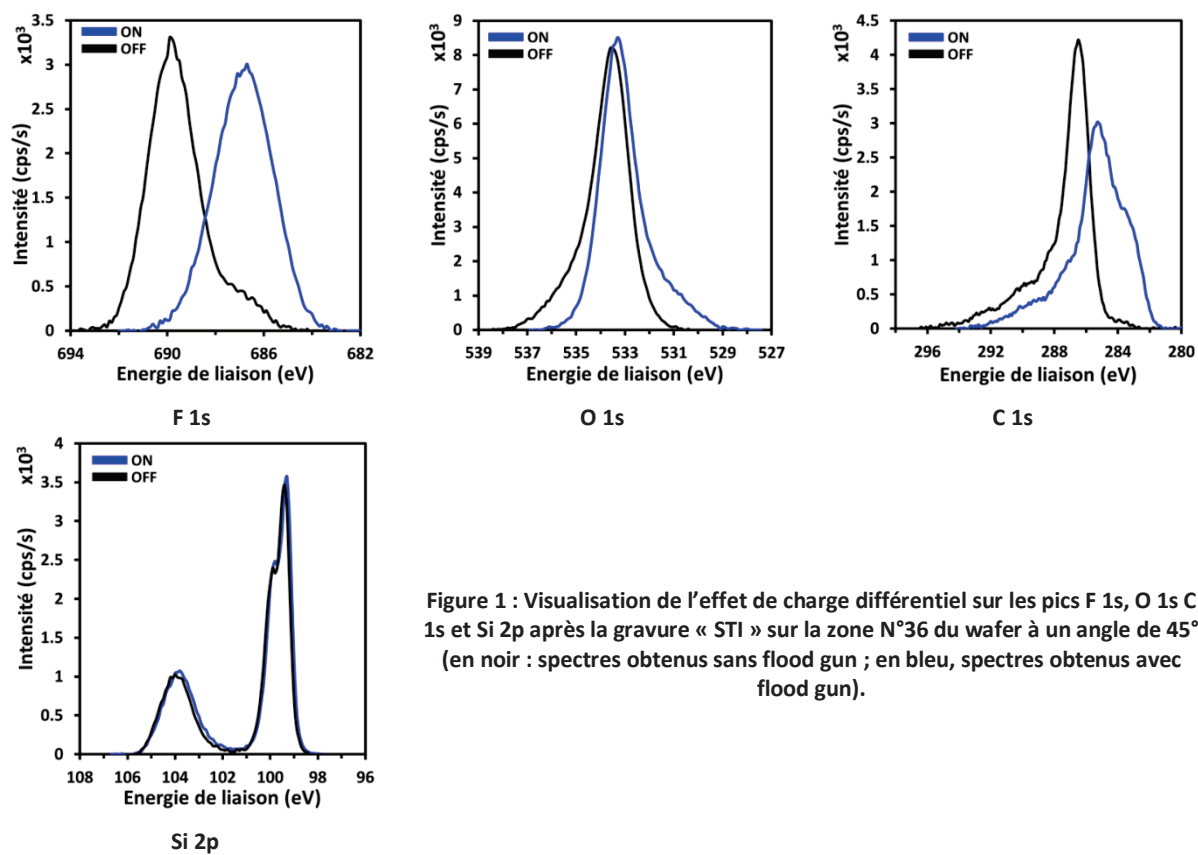 x10³
3.5
3
2.5
2
1.5
1
0.5
0
ON
OFF
Intensité (cps/s)
694 690 686 682
Energie de liaison (eV)
F 1s
x10³
9
8
7
6
5
4
3
2
1
0
ON
OFF
Intensité (cps/s)
539 537 535 533 531 529 527
Energie de liaison (eV)
O 1s
x10³
4.5
4
3.5
3
2.5
2
1.5
1
0.5
0
ON
OFF
Intensité (cps/s)
296 292 288 284 280
Energie de liaison (eV)
C 1s
x10³
4
3.5
3
2.5
2
1.5
1
0.5
0
ON
OFF
Intensité (cps/s)
108 106 104 102 100 98 96
Energie de liaison (eV)
Si 2p
Figure 1 : Visualisation de l’effet de charge différentiel sur les pics F 1s, O 1s C
1s et Si 2p après la gravure « STI » sur la zone N°36 du wafer à un angle de 45°
(en noir : spectres obtenus sans flood gun ; en bleu, spectres obtenus avec
flood gun).